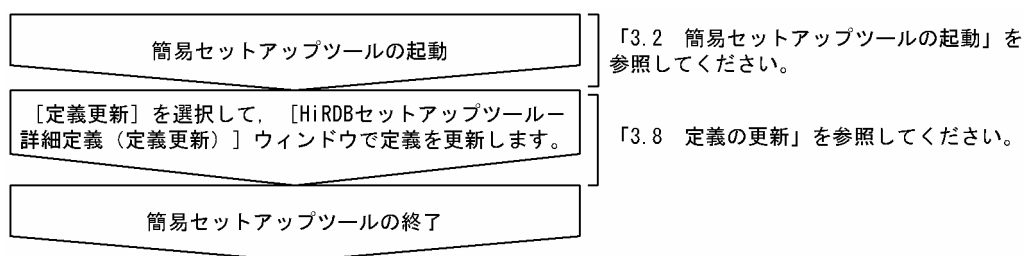 簡易セットアップツールの起動
「3.2　簡易セットアップツールの起動」を
参照してください。
［定義更新］を選択して，［HiRDBセットアップツールー
詳細定義（定義更新）］ウィンドウで定義を更新します。
「3.8　定義の更新」を参照してください。
簡易セットアップツールの終了